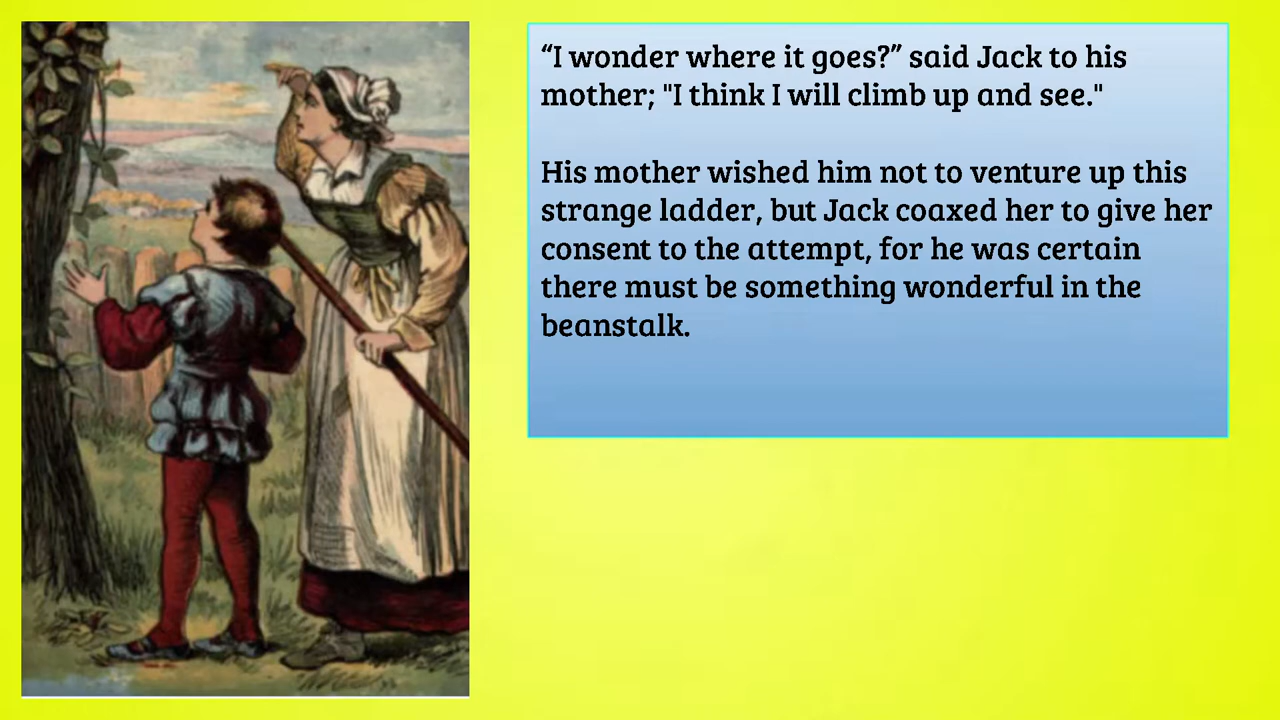 “I wonder where it goes?” said Jack to his
mother; "I think I will climb up and see."
His mother wished him not to venture up this
strange ladder, but Jack coaxed her to give her
consent to the attempt, for he was certain
there must be something wonderful in the
beanstalk.